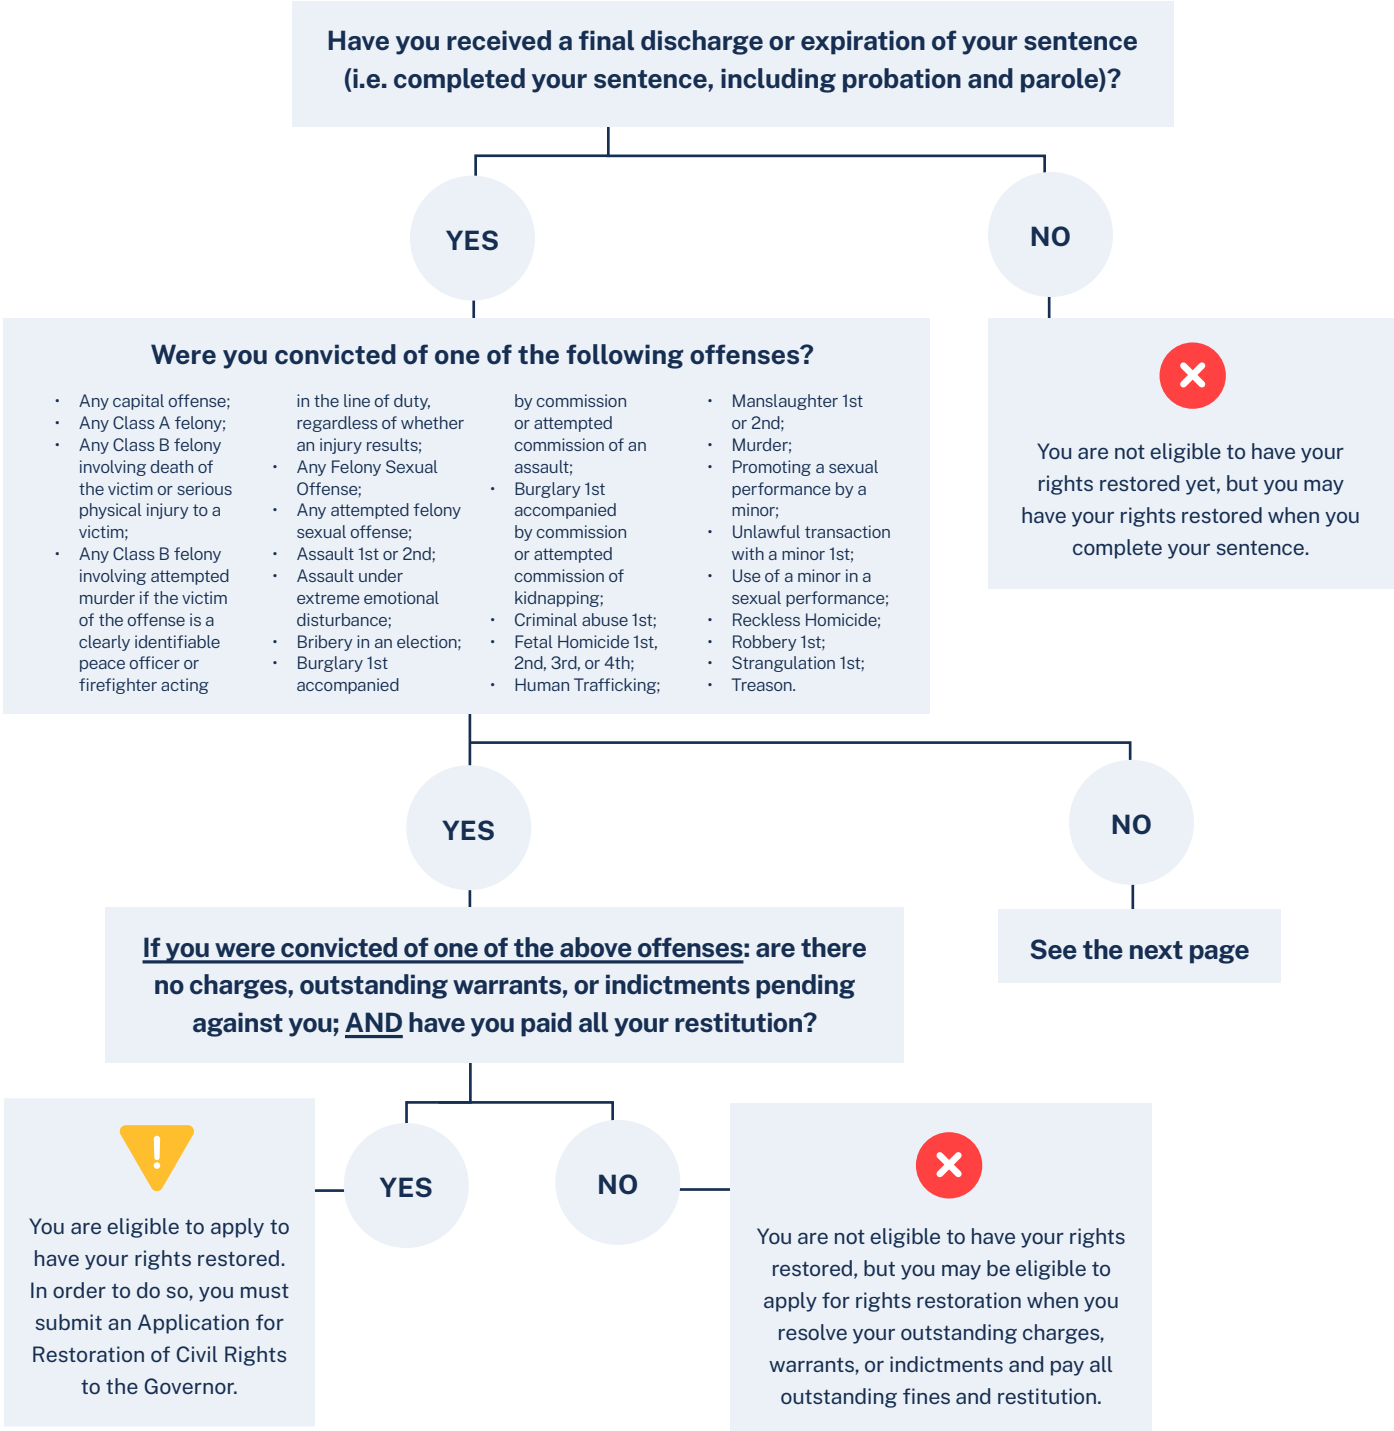 Have you received a final discharge or expiration of your sentence
(i.e. completed your sentence, including probation and parole)?
YES
NO
Were you convicted of one of the following offenses?
• Any capital offense;
• Any Class A felony;
• Any Class B felony
involving death of
the victim or serious
physical injury to a
victim;
• Any Class B felony
involving attempted
murder if the victim
of the offense is a
clearly identifiable
peace officer or
firefighter acting
in the line of duty,
regardless of whether
an injury results;
• Any Felony Sexual
Offense;
• Any attempted felony
sexual offense;
• Assault 1st or 2nd;
• Assault under
extreme emotional
disturbance;
• Bribery in an election;
• Burglary 1st
accompanied
by commission
or attempted
commission of an
assault;
• Burglary 1st
accompanied
by commission
or attempted
commission of
kidnapping;
• Criminal abuse 1st;
• Fetal Homicide 1st,
2nd, 3rd, or 4th;
• Human Trafficking;
• Manslaughter 1st
or 2nd;
• Murder;
• Promoting a sexual
performance by a
minor;
• Unlawful transaction
with a minor 1st;
• Use of a minor in a
sexual performance;
• Reckless Homicide;
• Robbery 1st;
• Strangulation 1st;
• Treason.
You are not eligible to have your
rights restored yet, but you may
have your rights restored when you
complete your sentence.
YES
NO
If you were convicted of one of the above offenses: are there
no charges, outstanding warrants, or indictments pending
against you; AND have you paid all your restitution?
See the next page
YES
NO
You are eligible to apply to
have your rights restored.
In order to do so, you must
submit an Application for
Restoration of Civil Rights
to the Governor.
You are not eligible to have your rights
restored, but you may be eligible to
apply for rights restoration when you
resolve your outstanding charges,
warrants, or indictments and pay all
outstanding fines and restitution.